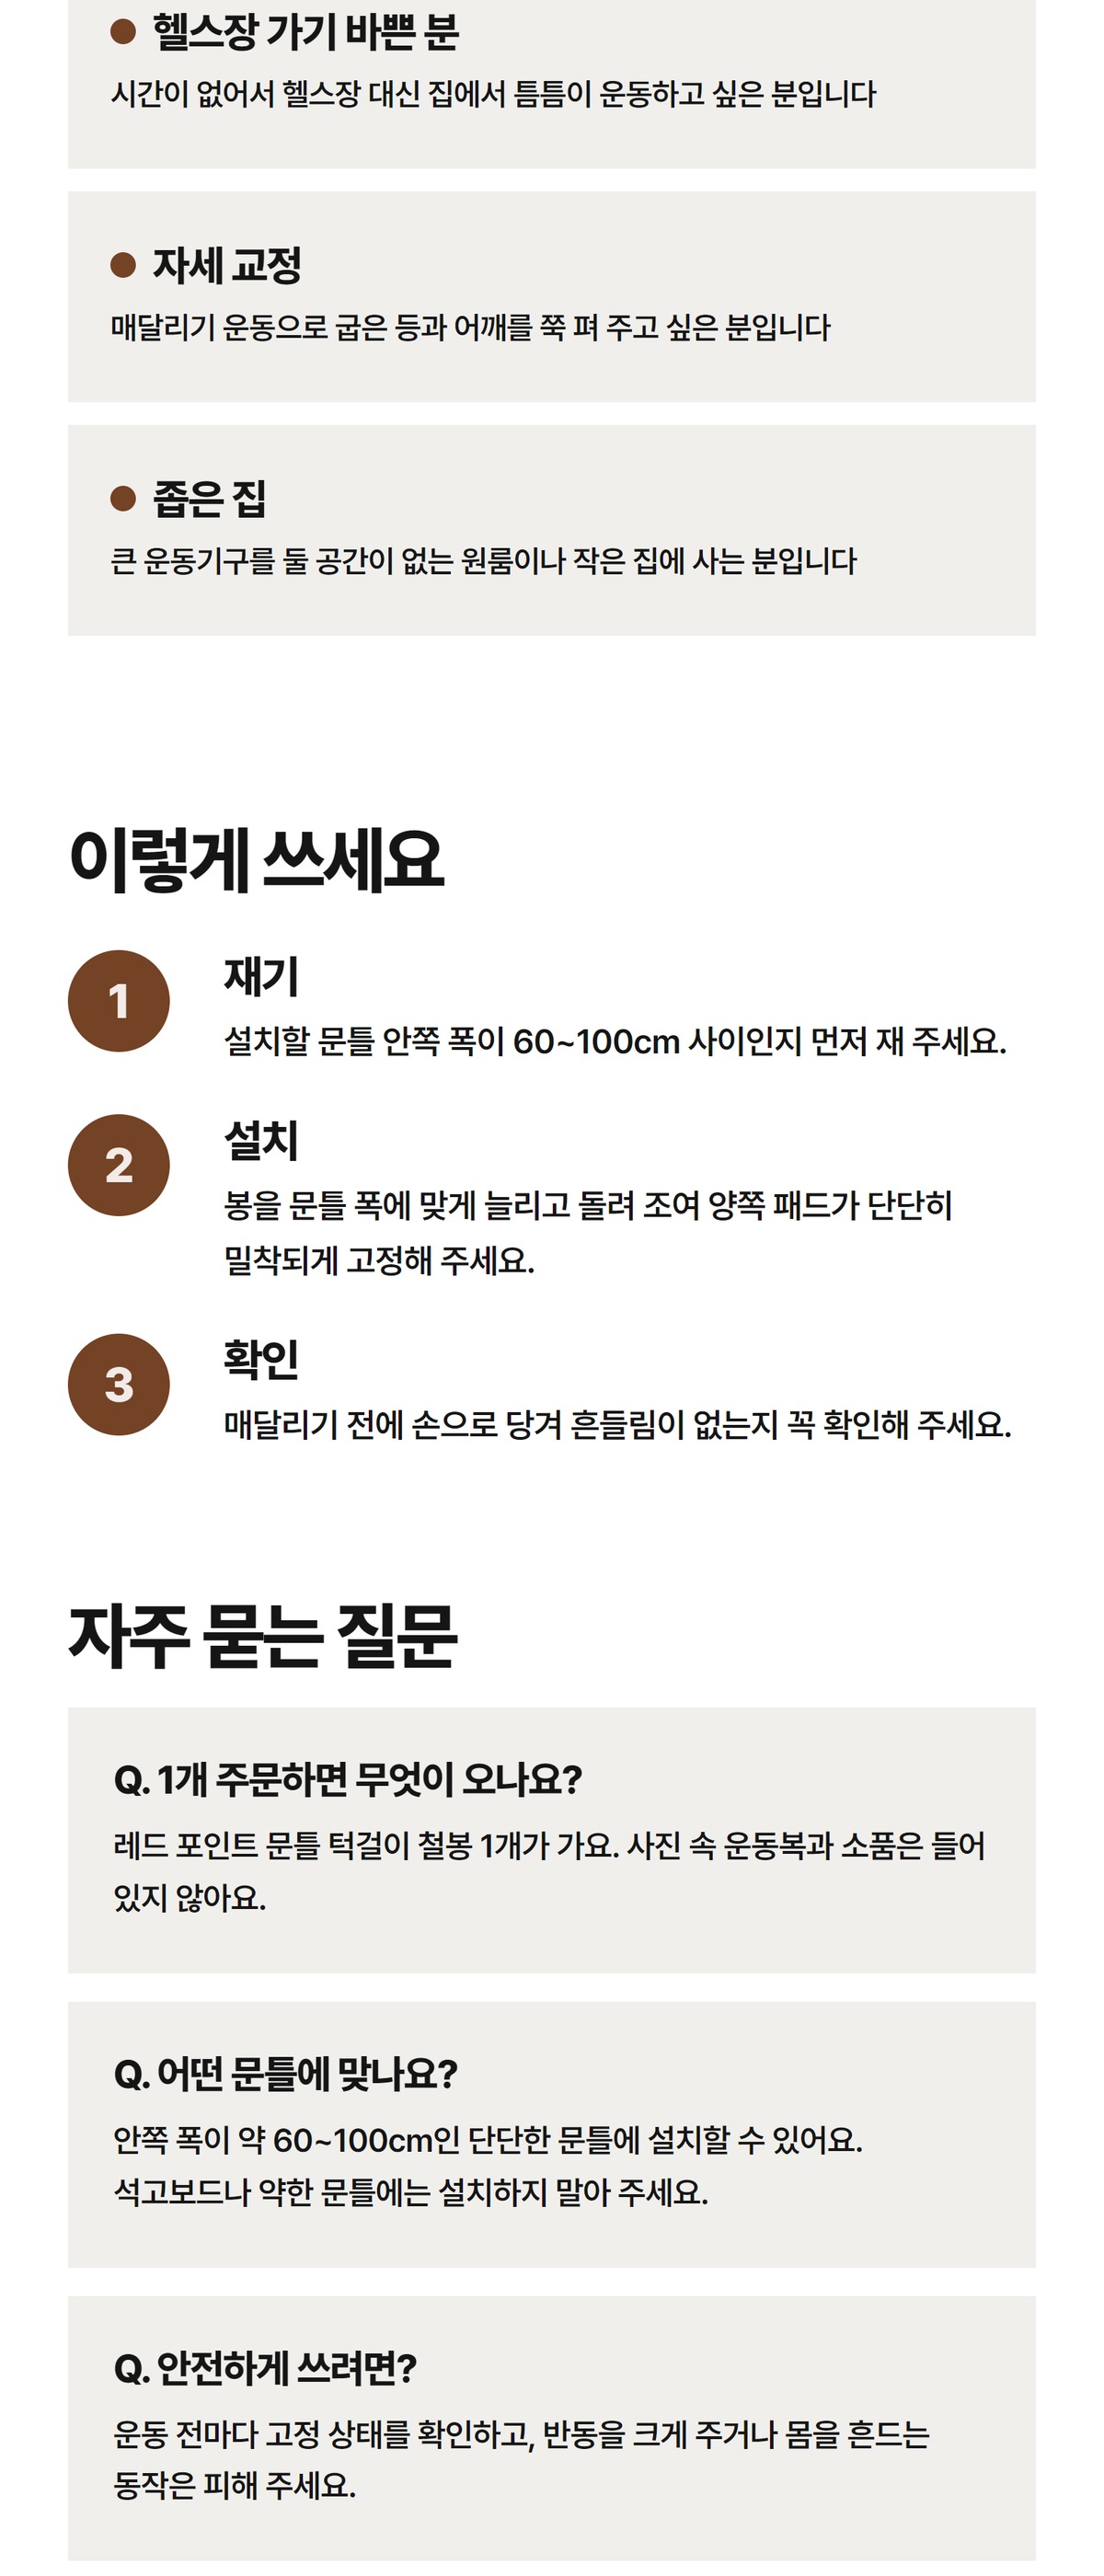 헬스장 가기 바쁜 분
시간이 없어서 헬스장 대신 집에서 틈틈이 운동하고 싶은 분입니다
자세 교정
매달리기 운동으로 굽은 등과 어깨를 쭉 펴 주고 싶은 분입니다
좁은 집
큰 운동기구를 둘 공간이 없는 원룸이나 작은 집에 사는 분입니다
이렇게 쓰세요
1
재기
설치할 문틀 안쪽 폭이 60~100cm 사이인지 먼저 재 주세요.
2
설치
봉을 문틀 폭에 맞게 늘리고 돌려 조여 양쪽 패드가 단단히
밀착되게 고정해 주세요.
3
확인
매달리기 전에 손으로 당겨 흔들림이 없는지 꼭 확인해 주세요.
자주 묻는 질문
Q. 1개 주문하면 무엇이 오나요?
레드 포인트 문틀 턱걸이 철봉 1개가 가요. 사진 속 운동복과 소품은 들어
있지 않아요.
Q. 어떤 문틀에 맞나요?
안쪽 폭이 약 60~100cm인 단단한 문틀에 설치할 수 있어요.
석고보드나 약한 문틀에는 설치하지 말아 주세요.
Q. 안전하게 쓰려면?
운동 전마다 고정 상태를 확인하고, 반동을 크게 주거나 몸을 흔드는
동작은 피해 주세요.